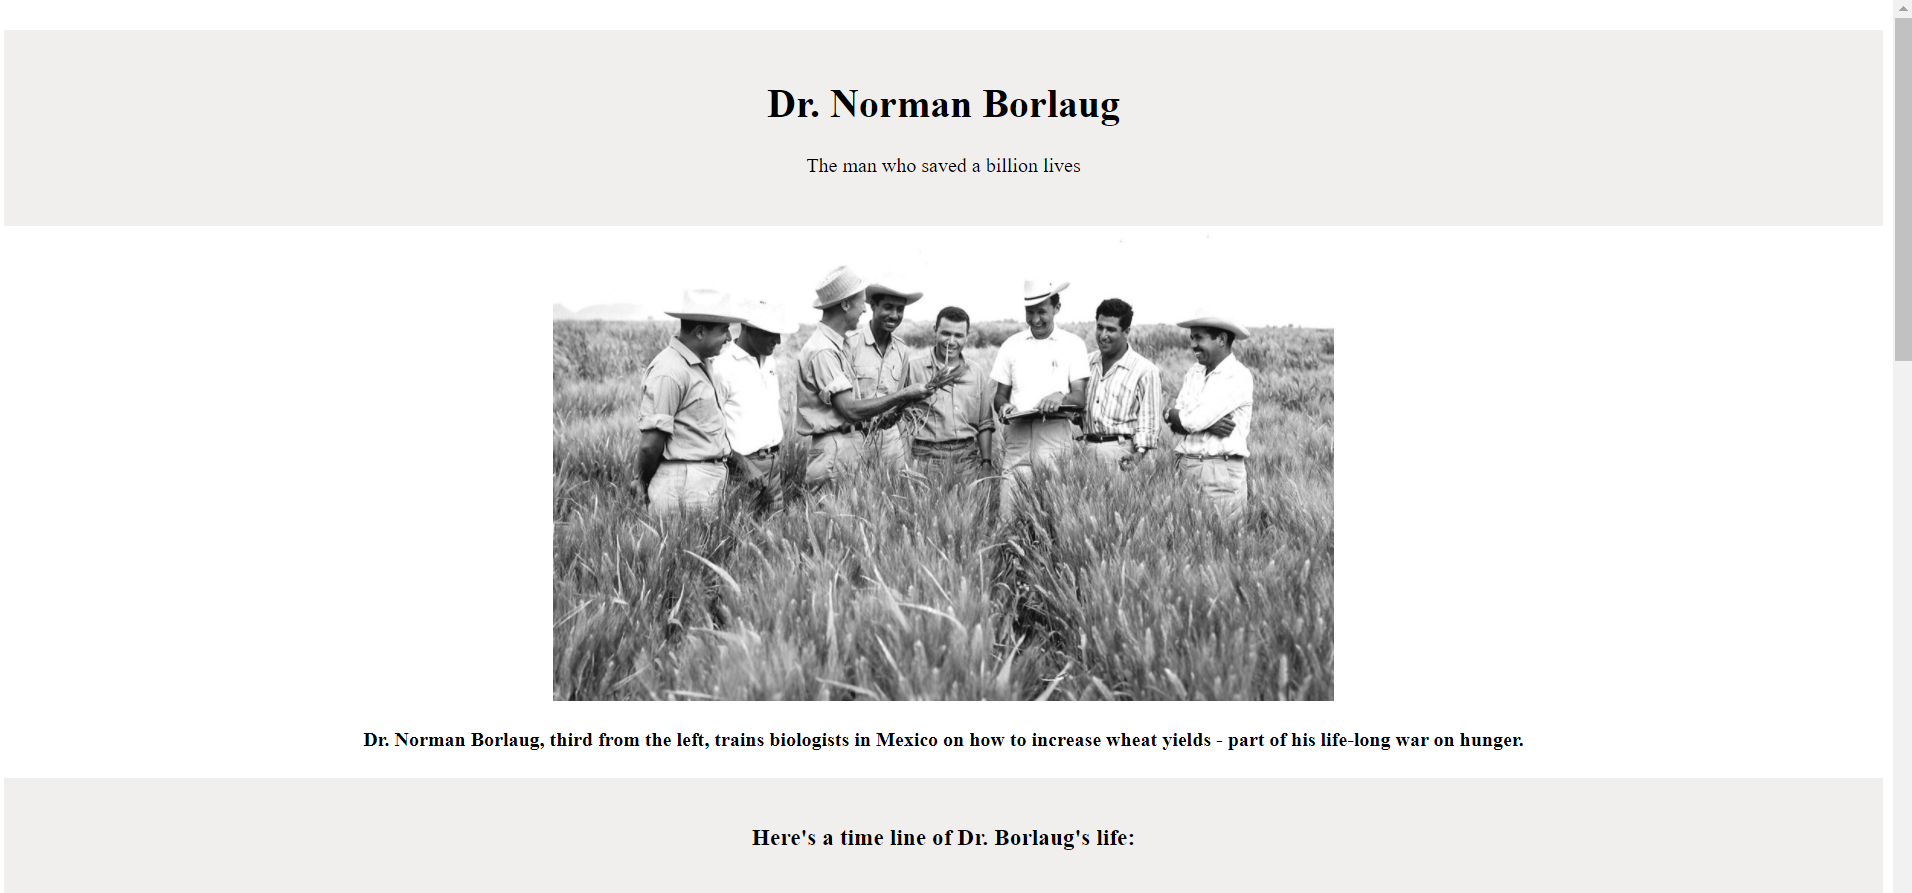 Dr. Norman Borlaug
The man who saved a billion lives
Dr. Norman Borlaug, third from the left, trains biologists in Mexico on how to increase wheat yields - part of his life-long war on hunger.
Here's a time line of Dr. Borlaug's life: